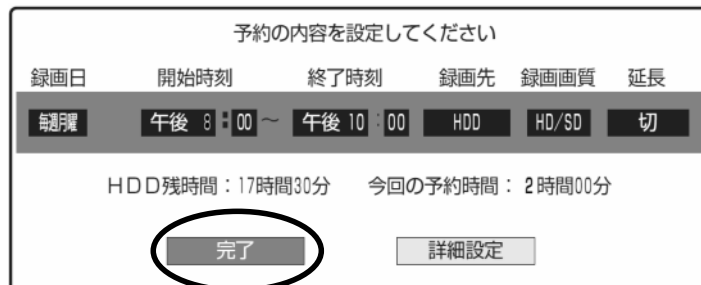 予約の内容を設定してください
録画日 開始時刻 終了時刻 録画先 録画画質 延長
毎週月曜 午後 8:00 ～ 午後 10:00 HDD HD/SD 切
HDD残時間：17時間30分 今回の予約時間： 2時間00分
完了 詳細設定